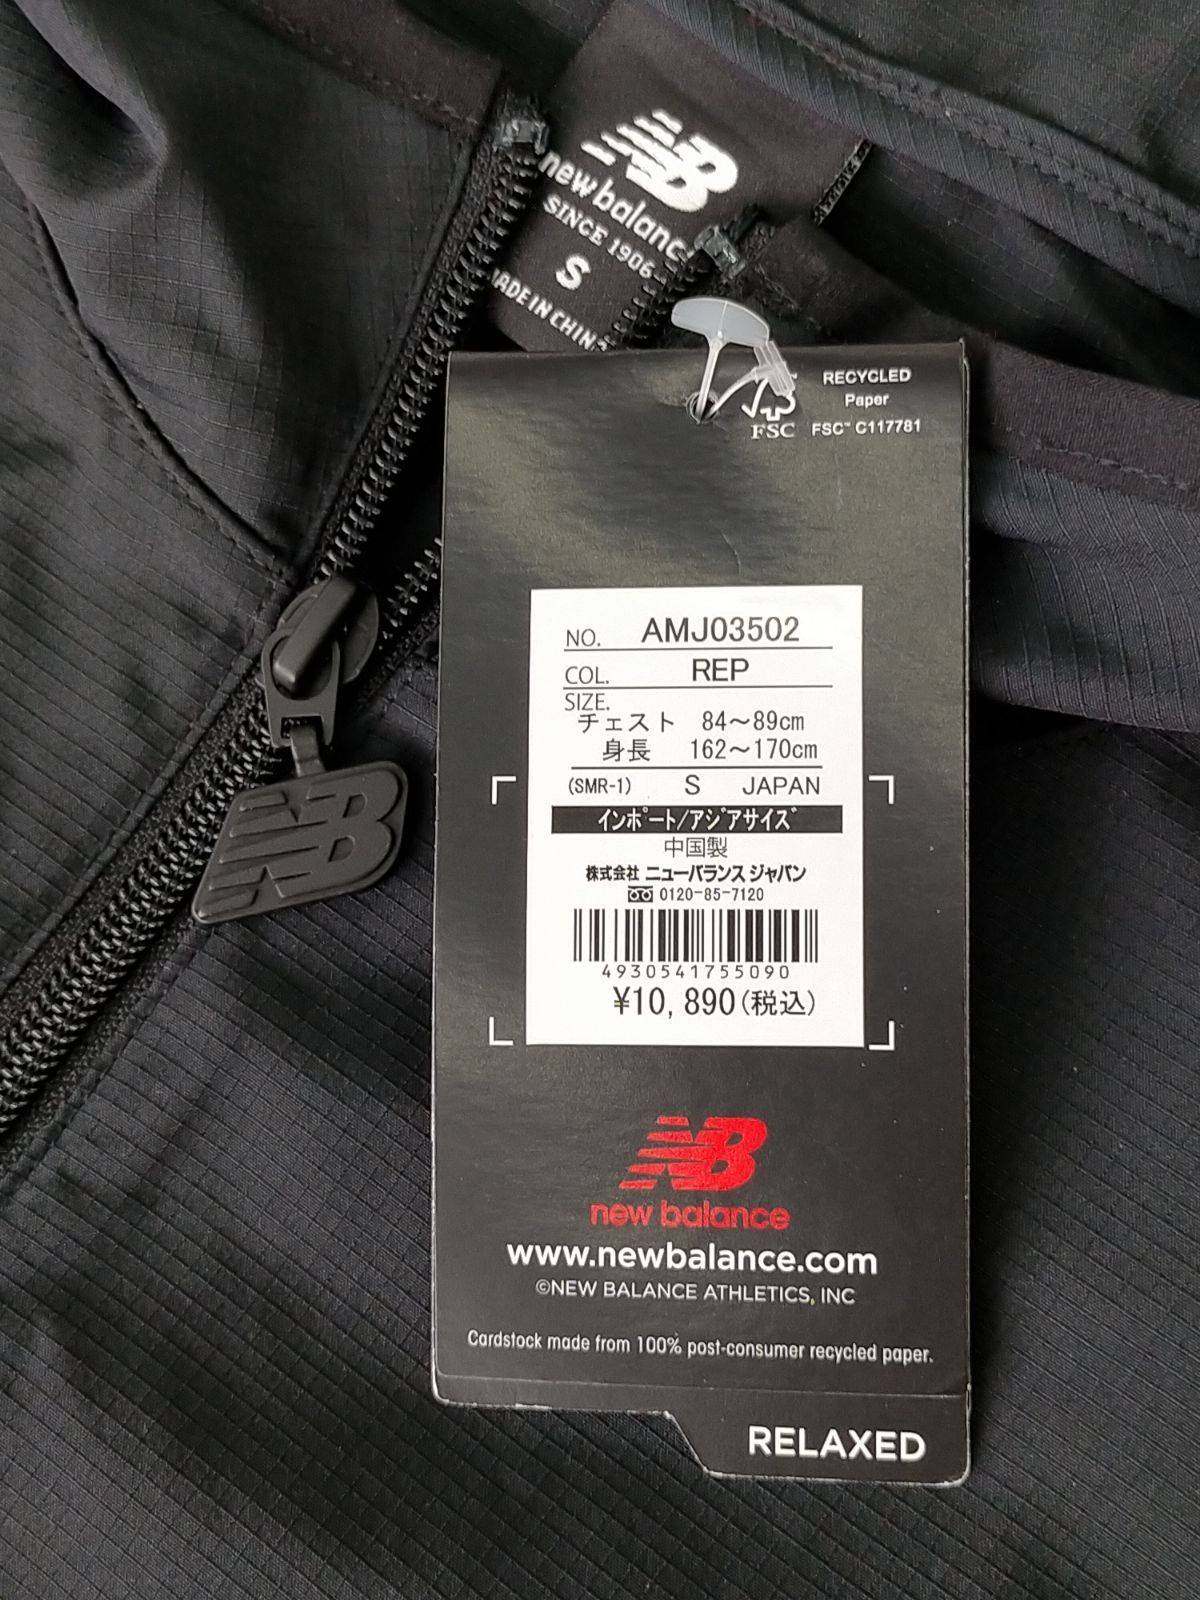 NB
new balance
SINCE 1906
S
MADE IN CHINA
RECYCLED
Paper
FSC FSC™ C117781
NO. AMJ03502
COL. REP
SIZE.
チェスト 84～89cm
身長 162～170cm
(SMR-1) S JAPAN
インポート/アジアサイズ
中国製
株式会社 ニューバランス ジャパン
0120-85-7120
4930541755090
¥10,890(税込)
NB
NB
new balance
www.newbalance.com
©NEW BALANCE ATHLETICS, INC
Cardstock made from 100% post-consumer recycled paper.
RELAXED